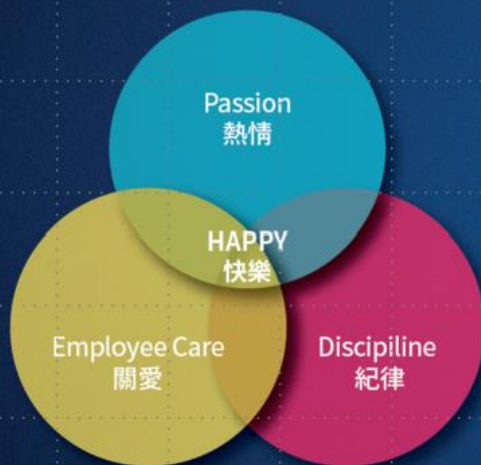 Passion
熱情
HAPPY
快樂
Employee Care
關愛
Discipiline
紀律